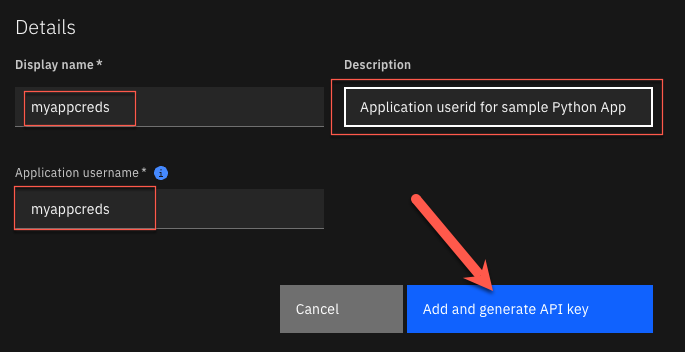 Details
Display name *
Description
myappcreds
Application userid for sample Python App
Application username *
myappcreds
Cancel
Add and generate API key